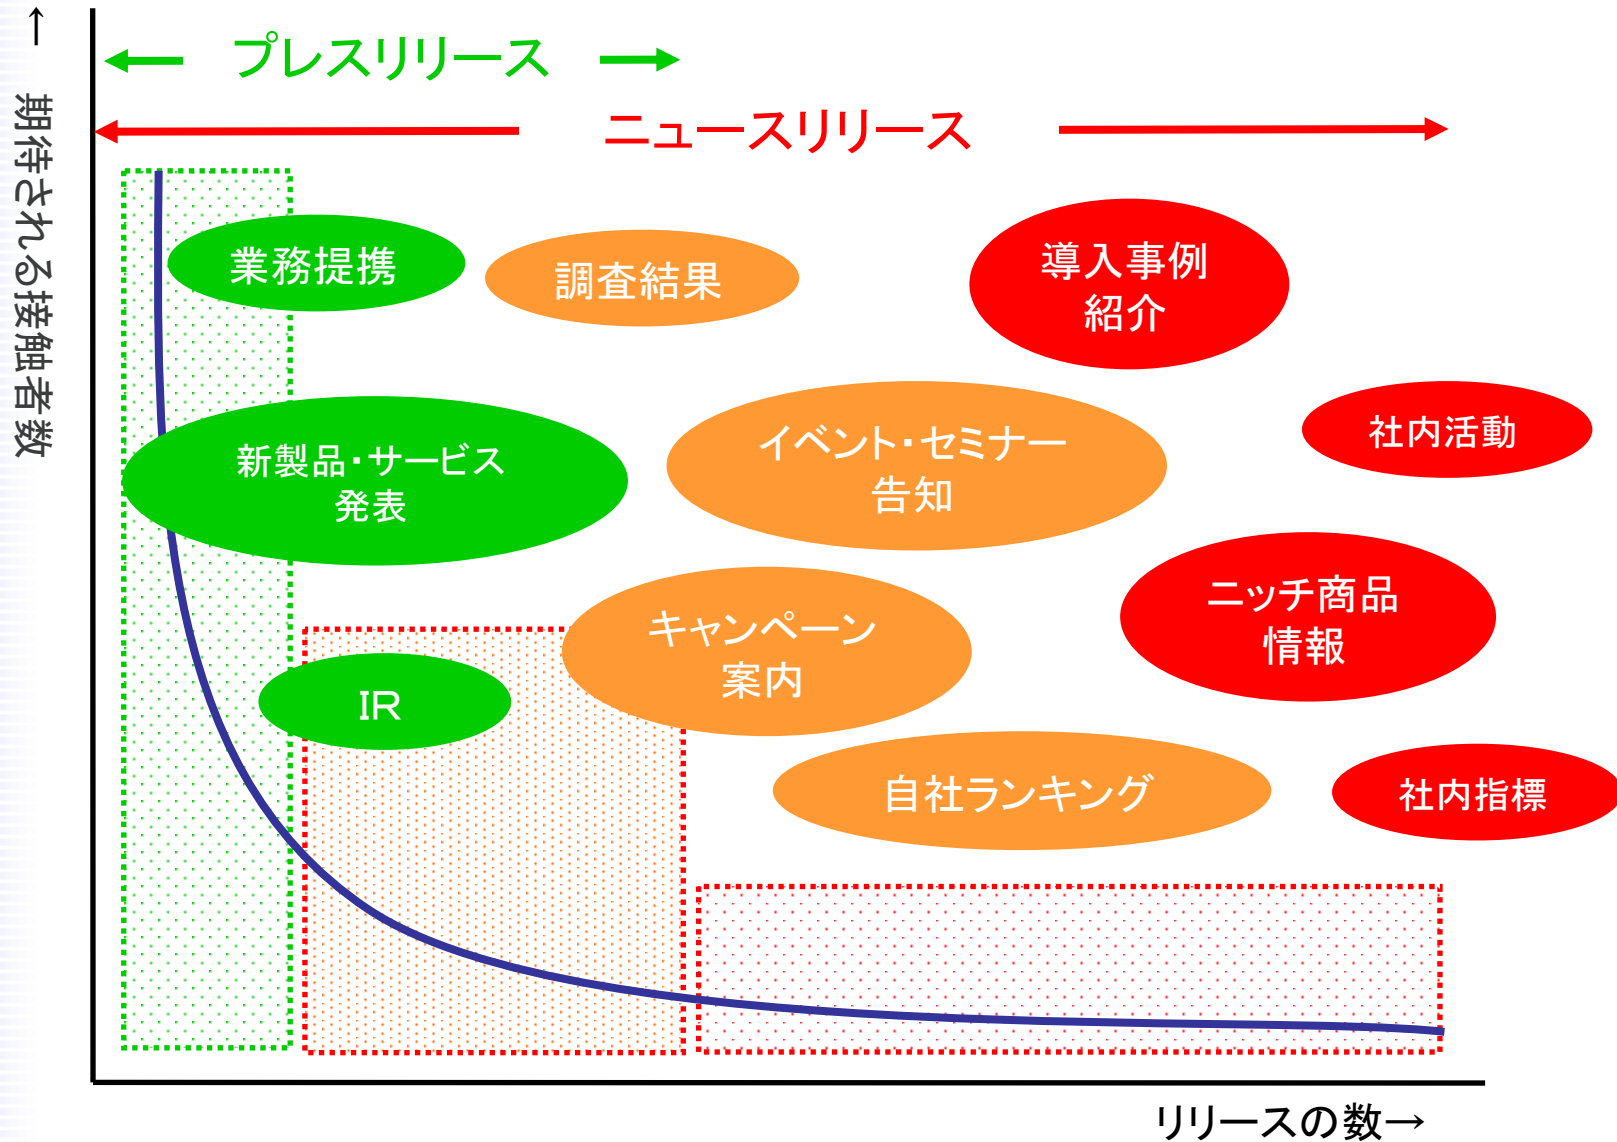 プレスリリース
ニュースリリース
↑ 期待される接触者数
業務提携
調査結果
導入事例
紹介
新製品・サービス
発表
イベント・セミナー
告知
社内活動
ニッチ商品
情報
キャンペーン
案内
IR
自社ランキング
社内指標
リリースの数→